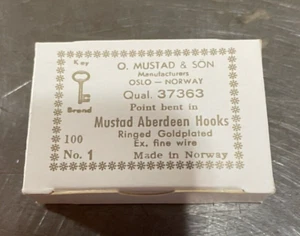 Key
Brand
O. MUSTAD & SON
Manufacturers
OSLO - NORWAY
Qual. 37363
Point bent in
Mustad Aberdeen Hooks
Ringed Goldplated
Ex. fine wire
100
No. 1
Made in Norway